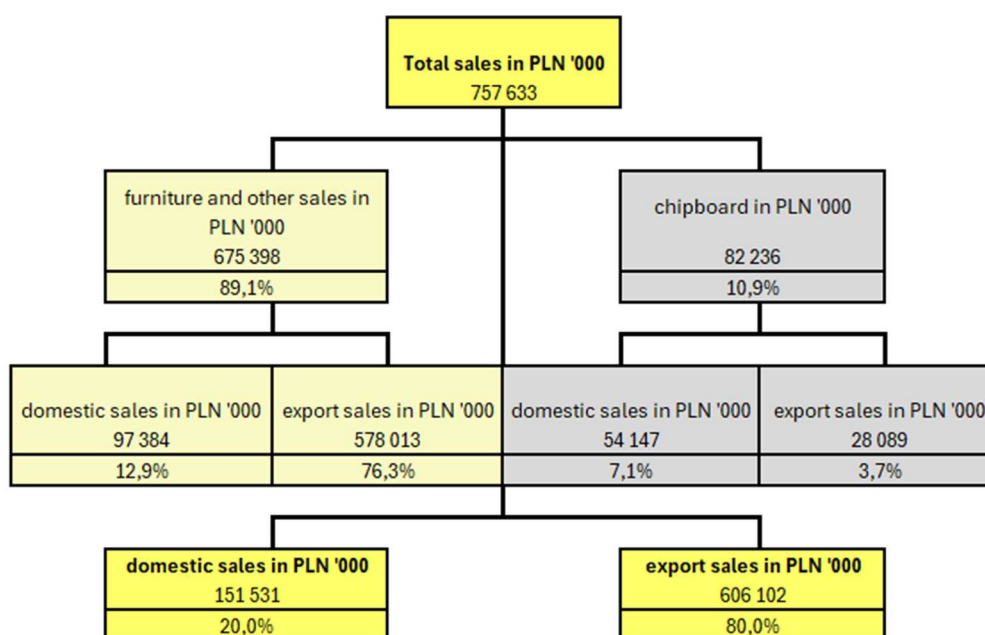 Total sales in PLN '000
757 633
furniture and other sales in
PLN '000
675 398
89,1%
chipboard in PLN '000
82 236
10,9%
domestic sales in PLN '000
97 384
12,9%
export sales in PLN '000
578 013
76,3%
domestic sales in PLN '000
54 147
7,1%
export sales in PLN '000
28 089
3,7%
domestic sales in PLN '000
151 531
20,0%
export sales in PLN '000
606 102
80,0%